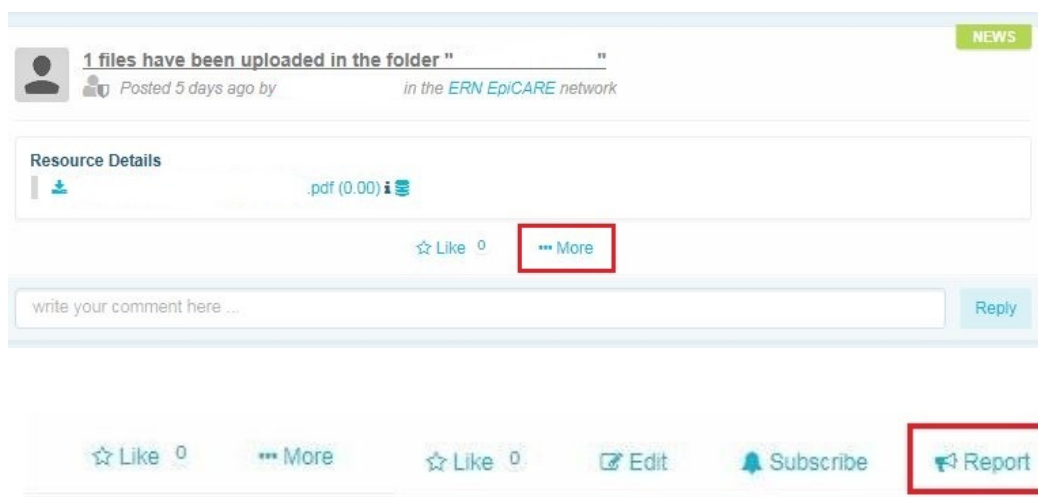 NEWS
1 files have been uploaded in the folder " "
Posted 5 days ago by in the ERN EpiCARE network
Resource Details
.pdf (0.00) i
Like 0 ••• More
write your comment here ...
Reply
Like 0 ••• More Like 0 Edit Subscribe Report